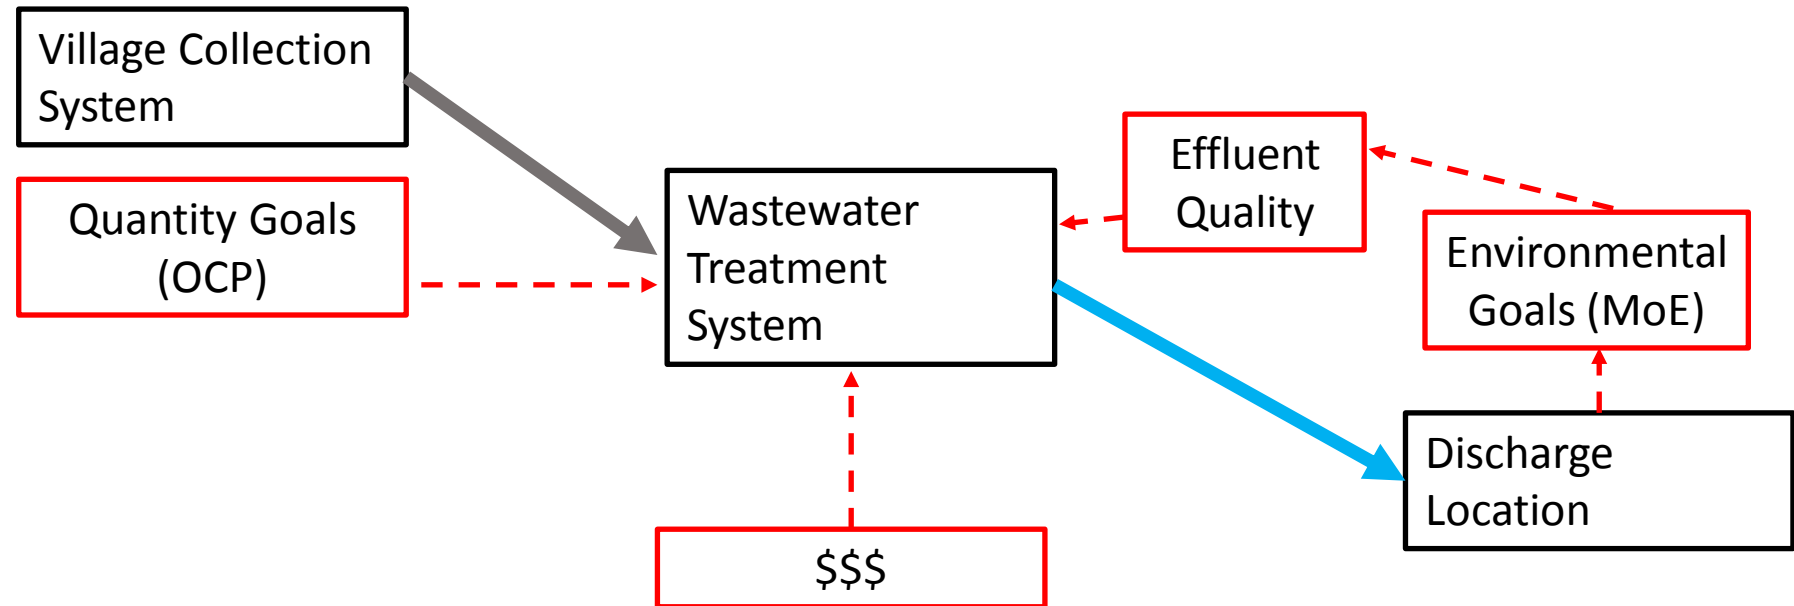 Village Collection
System
Quantity Goals
(OCP)
Wastewater
Treatment
System
$$$
Effluent
Quality
Environmental
Goals (MoE)
Discharge
Location